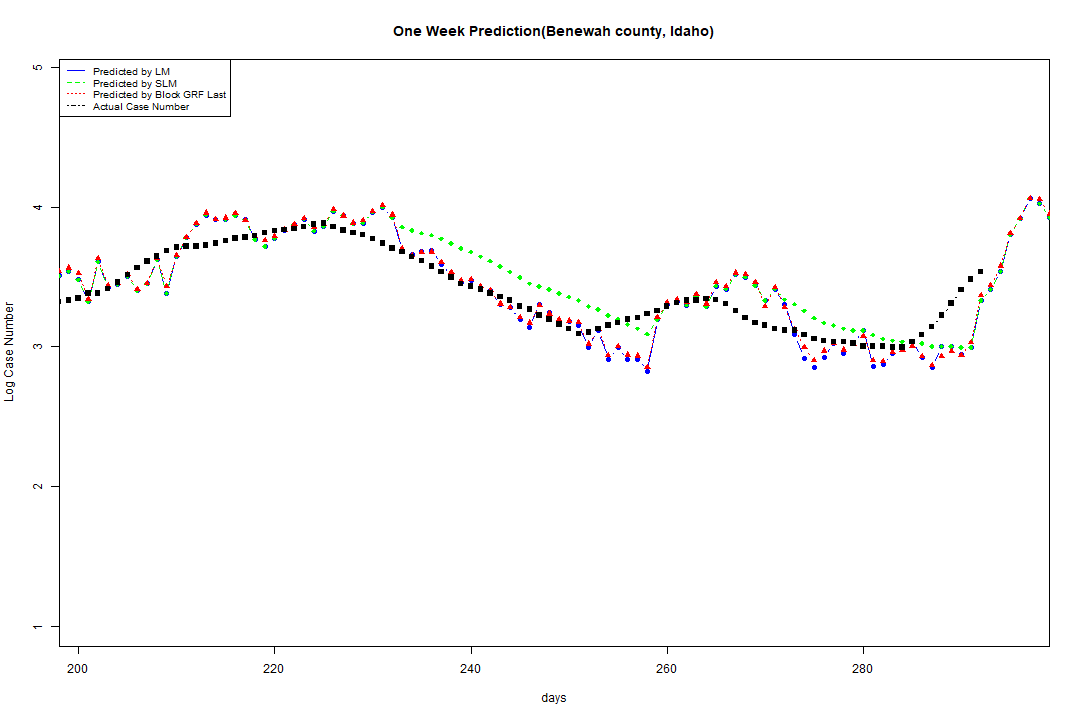 One Week Prediction(Benewah county, Idaho)
Predicted by LM
Predicted by SLM
Predicted by Block GRF Last
Actual Case Number
5
4
3
2
1
Log Case Number
200 220 240 260 280
days